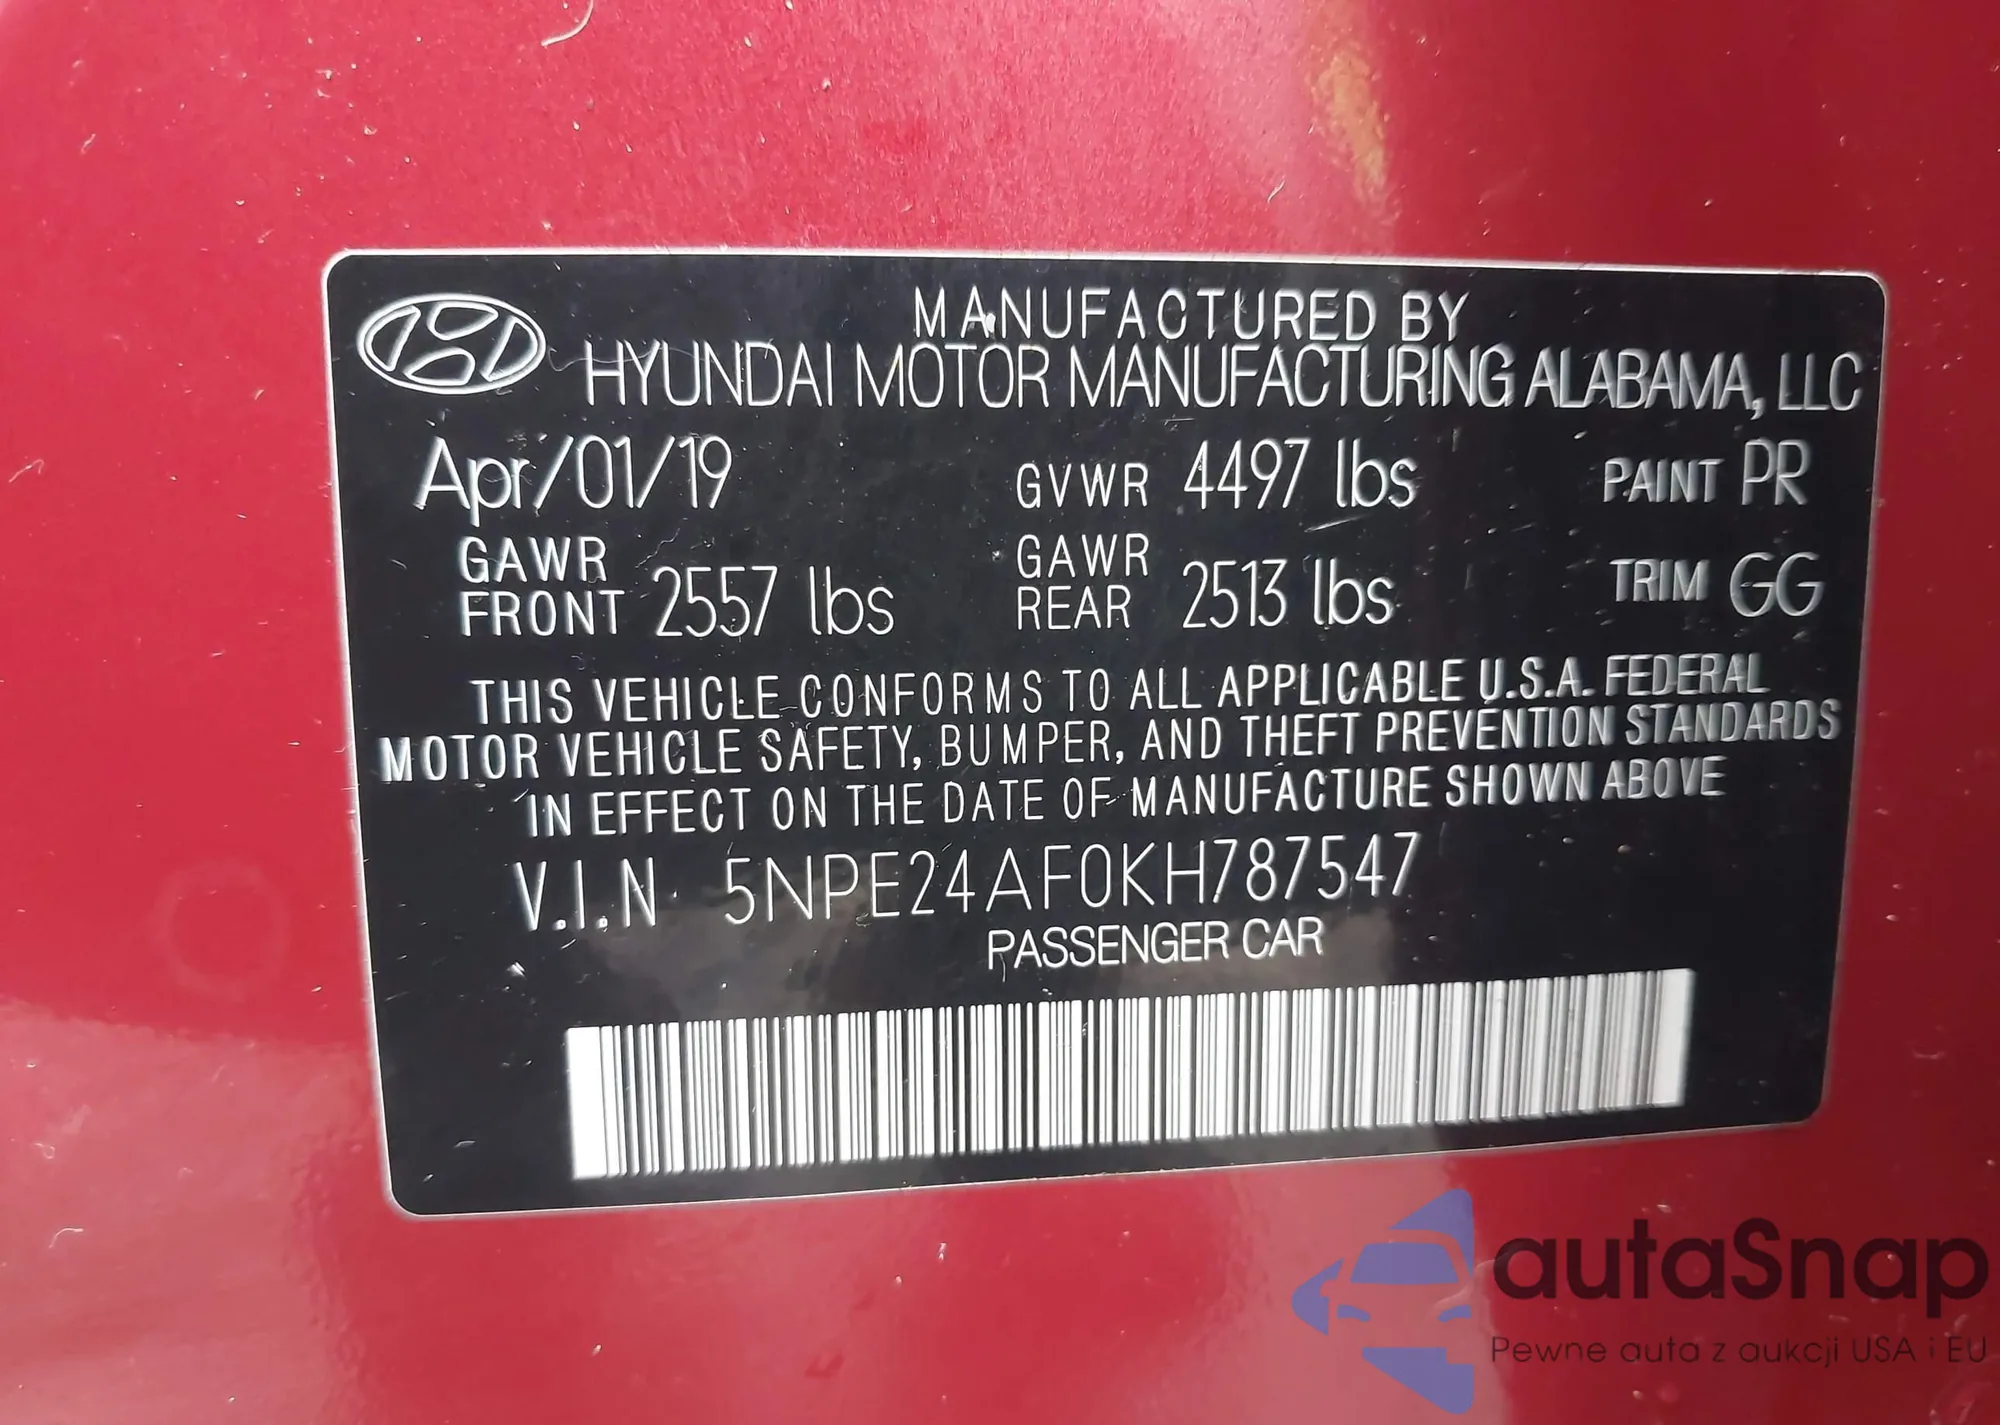 MANUFACTURED BY
HYUNDAI MOTOR MANUFACTURING ALABAMA, LLC
Apr/01/19 GVWR 4497 lbs PAINT PR
GAWR FRONT 2557 lbs GAWR REAR 2513 lbs TRIM GG
THIS VEHICLE CONFORMS TO ALL APPLICABLE U.S.A. FEDERAL
MOTOR VEHICLE SAFETY, BUMPER, AND THEFT PREVENTION STANDARDS
IN EFFECT ON THE DATE OF MANUFACTURE SHOWN ABOVE
V.I.N 5NPE24AF0KH787547
PASSENGER CAR
autaSnap
Pewne auta z aukcji USA i EU